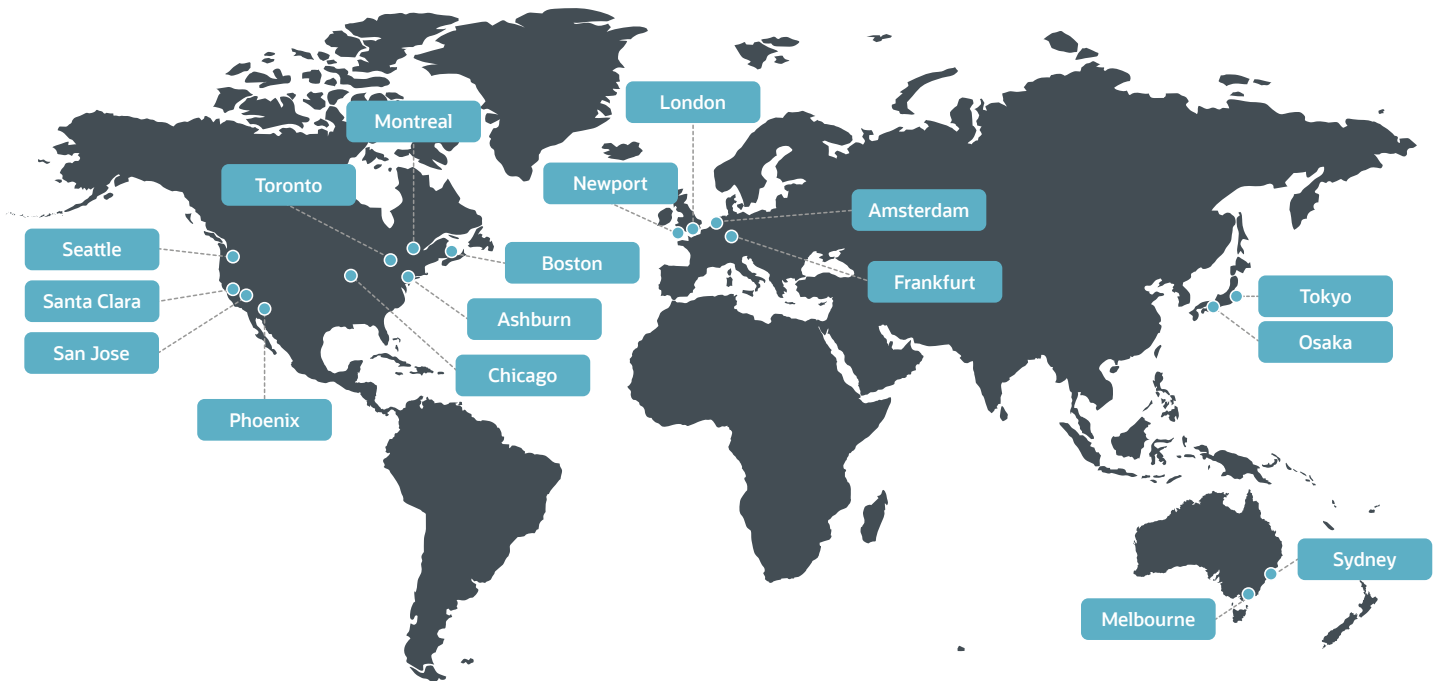 London
Montreal
Newport
Toronto
Amsterdam
Seattle
Boston
Frankfurt
Santa Clara
Tokyo
Ashburn
San Jose
Osaka
Chicago
Phoenix
Sydney
Melbourne